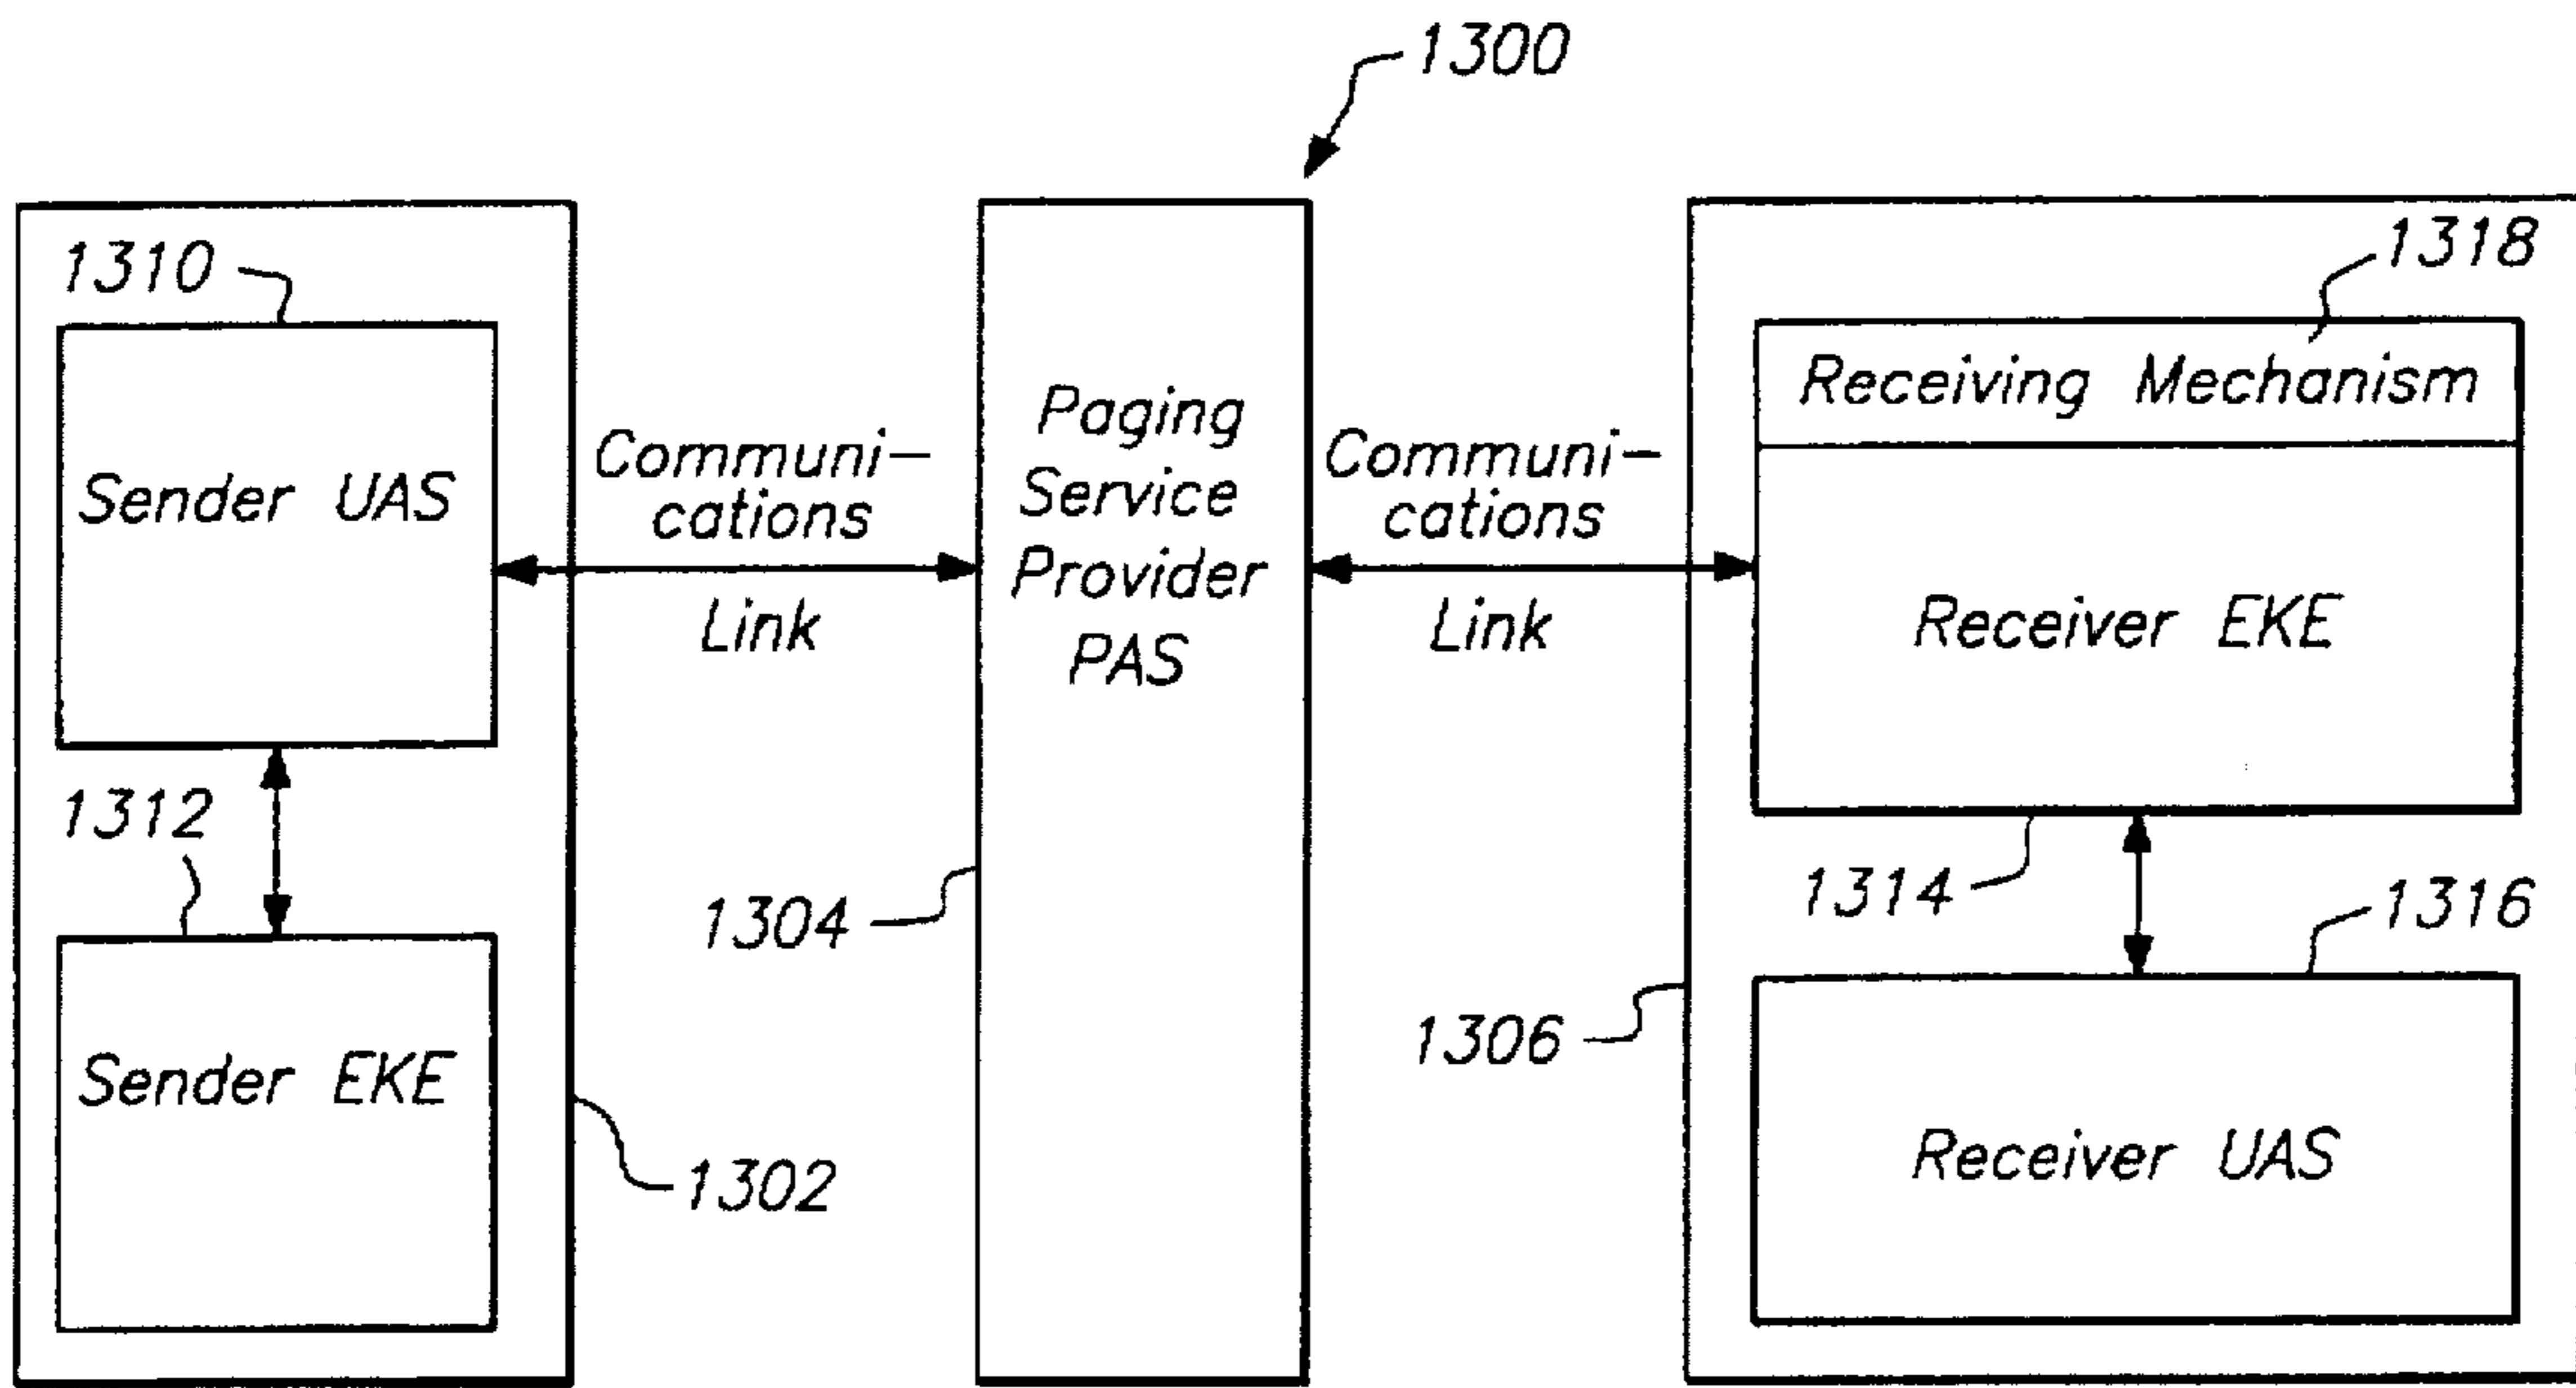 1300
1310
Sender UAS
1312
Sender EKE
1302
Communi-
cations
Link
Paging
Service
Provider
PAS
1304
Communi-
cations
Link
1318
Receiving Mechanism
Receiver EKE
1314
1316
1306
Receiver UAS